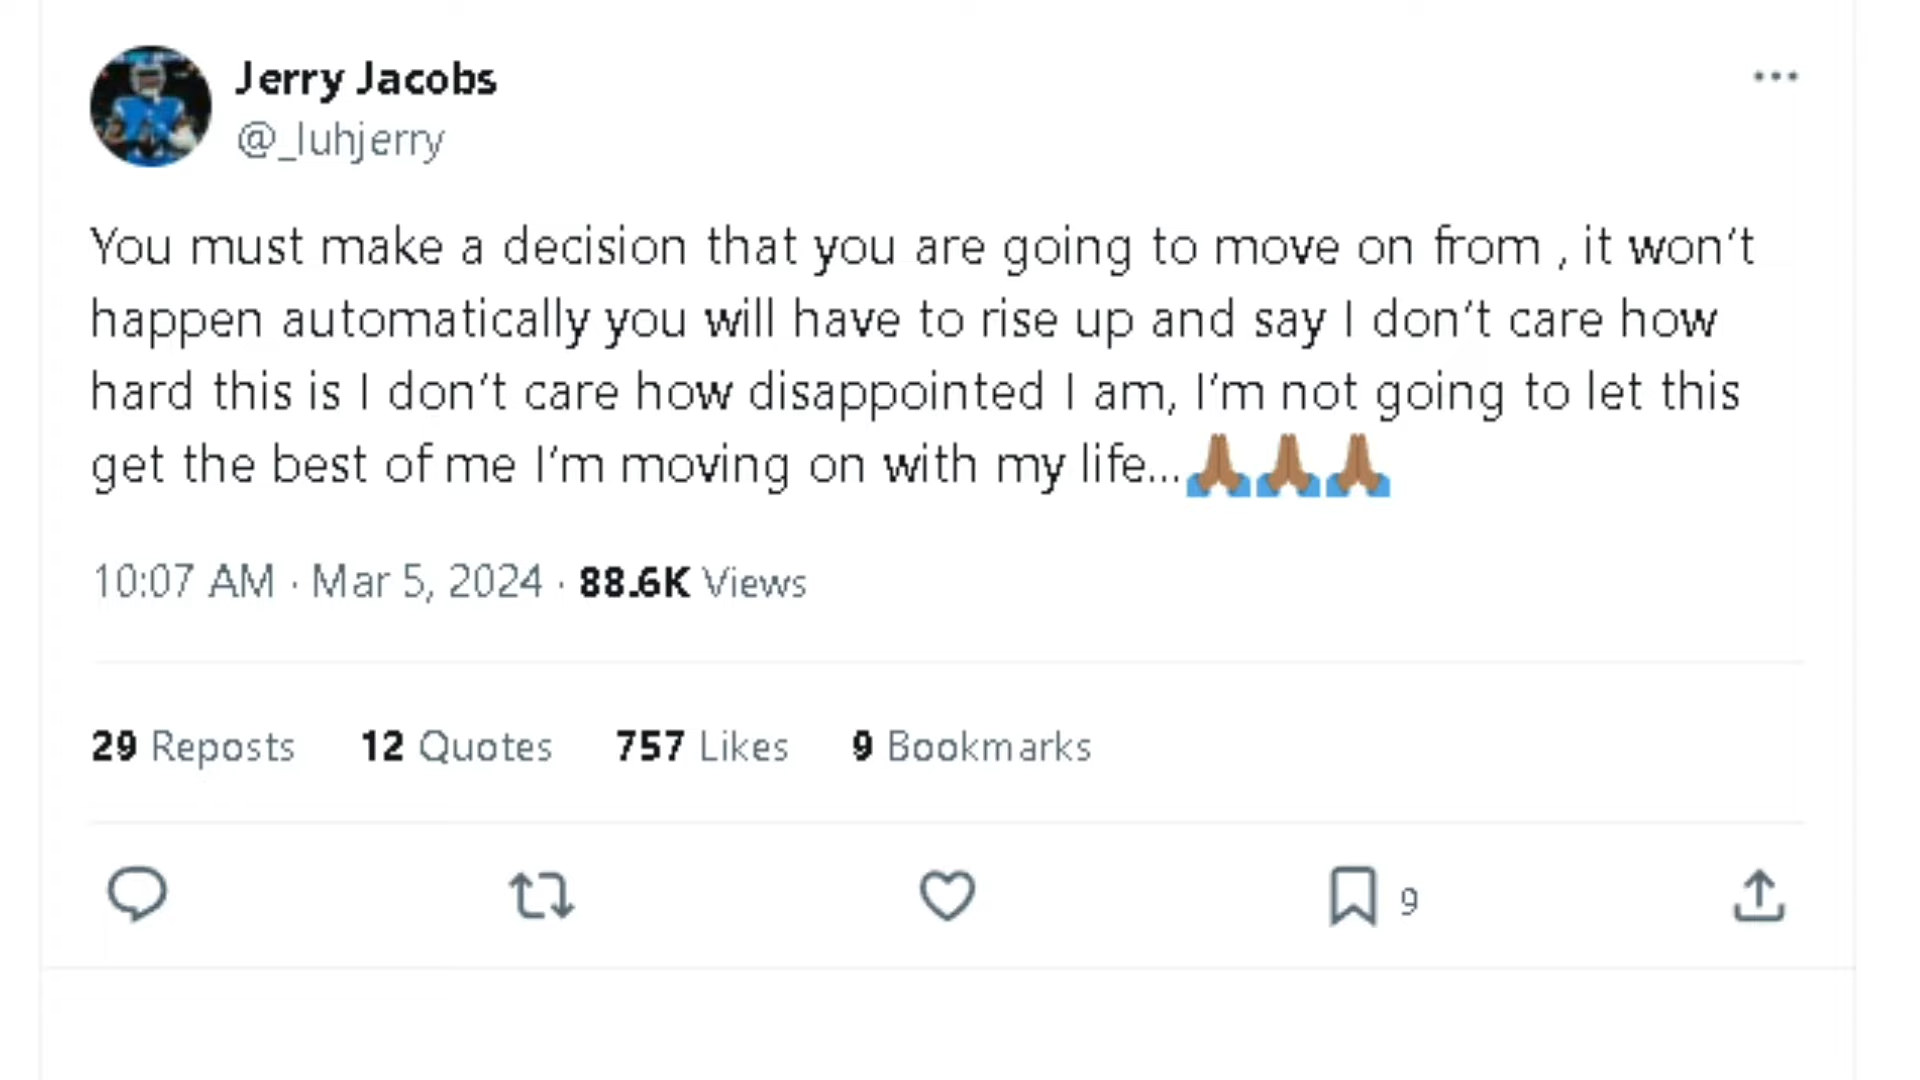 Jerry Jacobs
@_luhjerry
You must make a decision that you are going to move on from , it won't
happen automatically you will have to rise up and say I don't care how
hard this is I don't care how disappointed I am, I'm not going to let this
get the best of me I'm moving on with my life...🙏🏾🙏🏾🙏🏾
10:07 AM · Mar 5, 2024 · 88.6K Views
29 Reposts 12 Quotes 757 Likes 9 Bookmarks
9